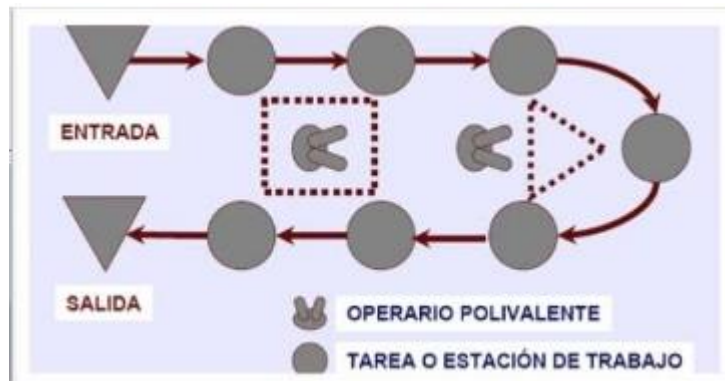 ENTRADA
SALIDA
OPERARIO POLIVALENTE
TAREA O ESTACIÓN DE TRABAJO